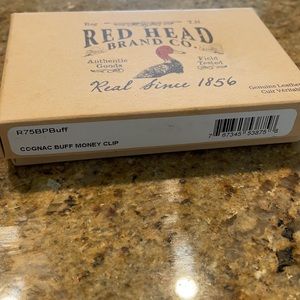 Reg. T.M.
RED HEAD
BRAND CO.
Authentic Goods
Field Tested
Real Since 1856
Genuine Leather
Cuir Véritable
R75BPBuff
COGNAC BUFF MONEY CLIP